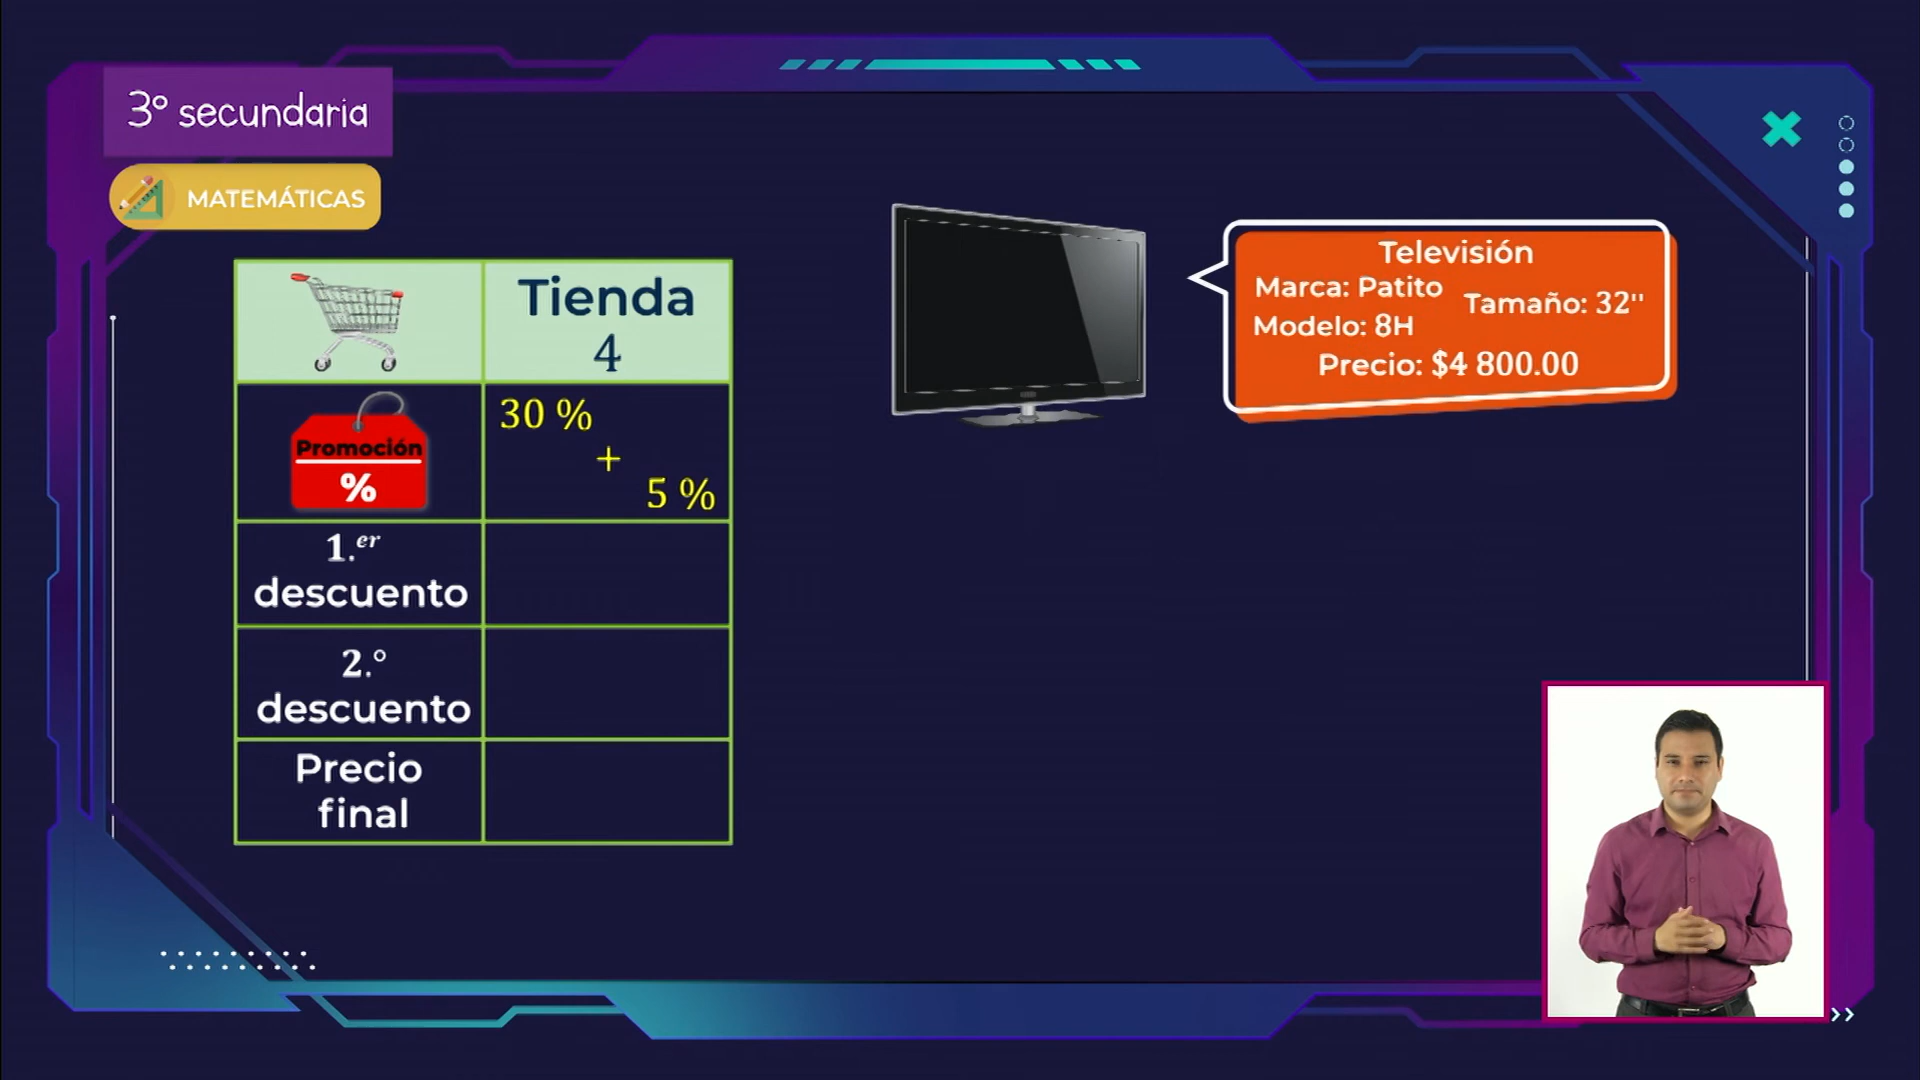 3° secundaria
MATEMÁTICAS
Tienda
4
Promoción
%
30 %
+
5 %
1.er
descuento
2.°
descuento
Precio
final
Televisión
Marca: Patito
Tamaño: 32''
Modelo: 8H
Precio: $4 800.00